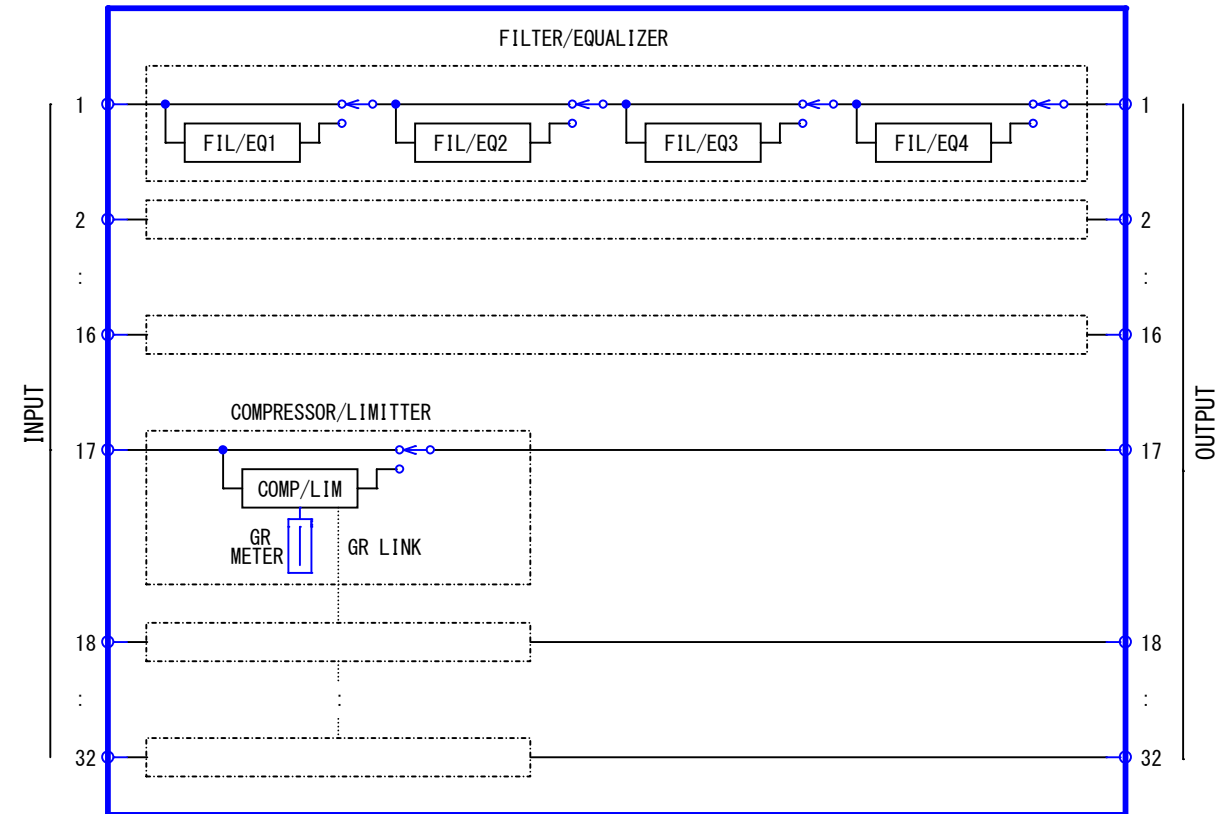 FILTER/EQUALIZER
1
1
FIL/EQ1
FIL/EQ2
FIL/EQ3
FIL/EQ4
2
2
:
:
16
16
INPUT
OUTPUT
COMPRESSOR/LIMITTER
17
17
COMP/LIM
GR
METER
GR LINK
18
18
:
:
:
32
32